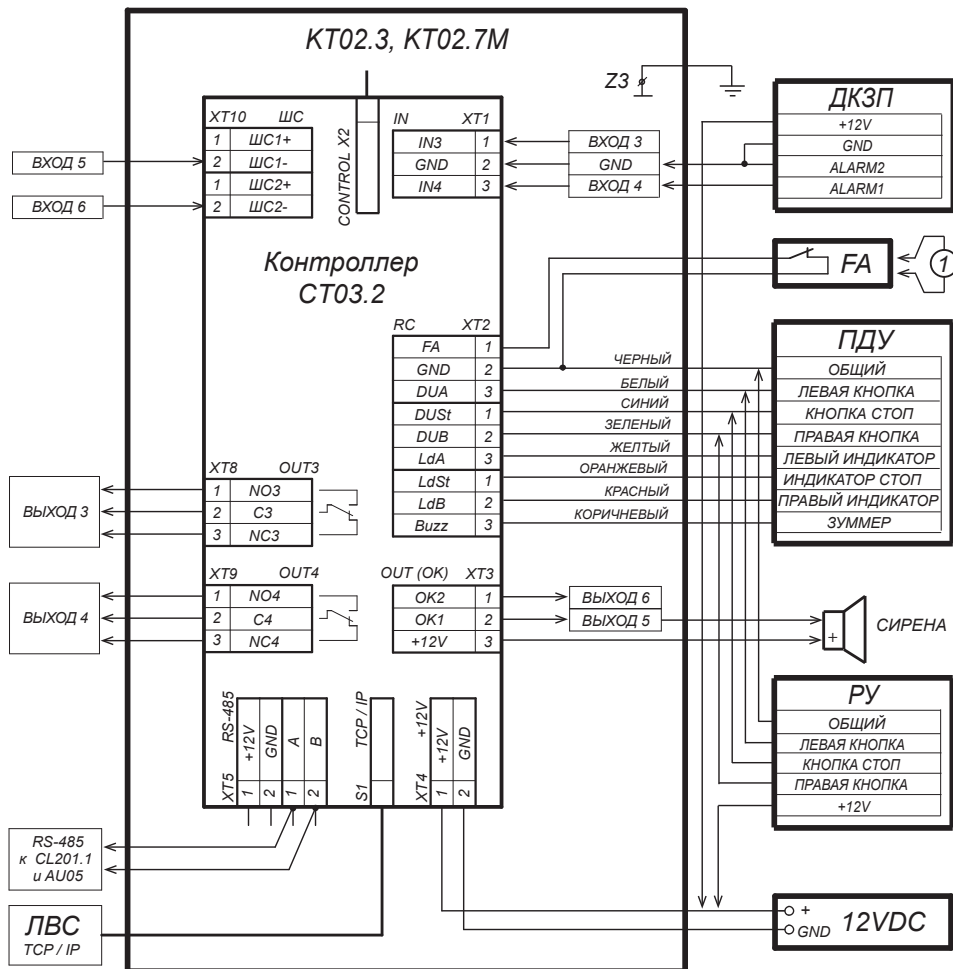 KT02.3, KT02.7M
Z3
XT10 ШС
1 ШС1+
2 ШС1-
1 ШС2+
2 ШС2-
CONTROL X2
IN XT1
IN3 1
GND 2
IN4 3
ВХОД 5
ВХОД 6
ВХОД 3
GND
ВХОД 4
ДКЗП
+12V
GND
ALARM2
ALARM1
Контроллер
CT03.2
FA
1
RC XT2
FA 1
GND 2
DUA 3
DUSt 1
DUB 2
LdA 3
LdSt 1
LdB 2
Buzz 3
ЧЕРНЫЙ
БЕЛЫЙ
СИНИЙ
ЗЕЛЕНЫЙ
ЖЕЛТЫЙ
ОРАНЖЕВЫЙ
КРАСНЫЙ
КОРИЧНЕВЫЙ
ПДУ
ОБЩИЙ
ЛЕВАЯ КНОПКА
КНОПКА СТОП
ПРАВАЯ КНОПКА
ЛЕВЫЙ ИНДИКАТОР
ИНДИКАТОР СТОП
ПРАВЫЙ ИНДИКАТОР
ЗУММЕР
XT8 OUT3
1 NO3
2 C3
3 NC3
ВЫХОД 3
XT9 OUT4
1 NO4
2 C4
3 NC4
ВЫХОД 4
OUT (OK) XT3
OK2 1
OK1 2
+12V 3
ВЫХОД 6
ВЫХОД 5
+
СИРЕНА
РУ
ОБЩИЙ
ЛЕВАЯ КНОПКА
КНОПКА СТОП
ПРАВАЯ КНОПКА
+12V
XT5 RS-485
1 +12V
2 GND
1 A
2 B
S1 TCP / IP
XT4 +12V
1 +12V
2 GND
RS-485
к CL201.1
и AU05
ЛВС
TCP / IP
+
GND
12VDC